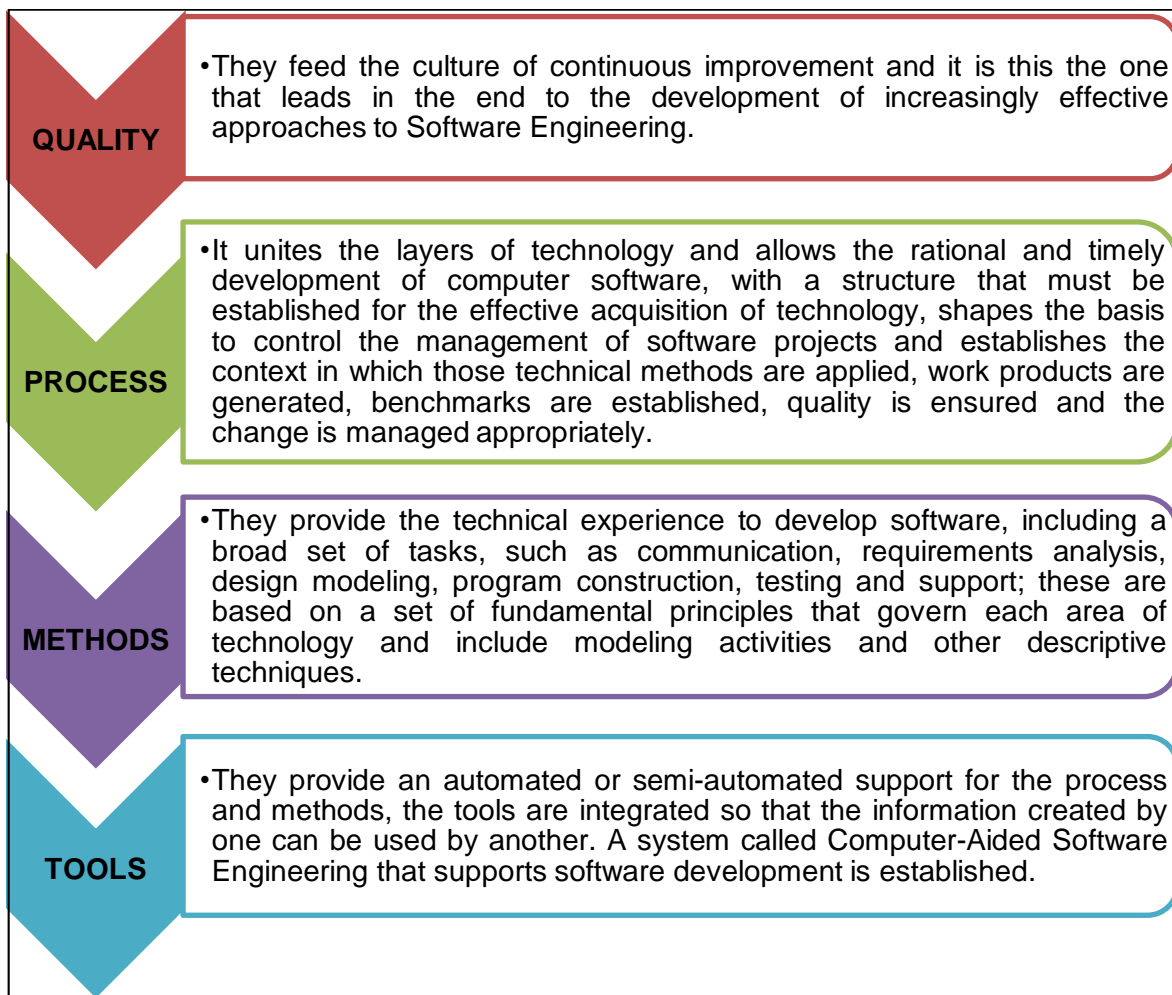 QUALITY
•They feed the culture of continuous improvement and it is this the one
that leads in the end to the development of increasingly effective
approaches to Software Engineering.
PROCESS
•It unites the layers of technology and allows the rational and timely
development of computer software, with a structure that must be
established for the effective acquisition of technology, shapes the basis
to control the management of software projects and establishes the
context in which those technical methods are applied, work products are
generated, benchmarks are established, quality is ensured and the
change is managed appropriately.
METHODS
•They provide the technical experience to develop software, including a
broad set of tasks, such as communication, requirements analysis,
design modeling, program construction, testing and support; these are
based on a set of fundamental principles that govern each area of
technology and include modeling activities and other descriptive
techniques.
TOOLS
•They provide an automated or semi-automated support for the process
and methods, the tools are integrated so that the information created by
one can be used by another. A system called Computer-Aided Software
Engineering that supports software development is established.